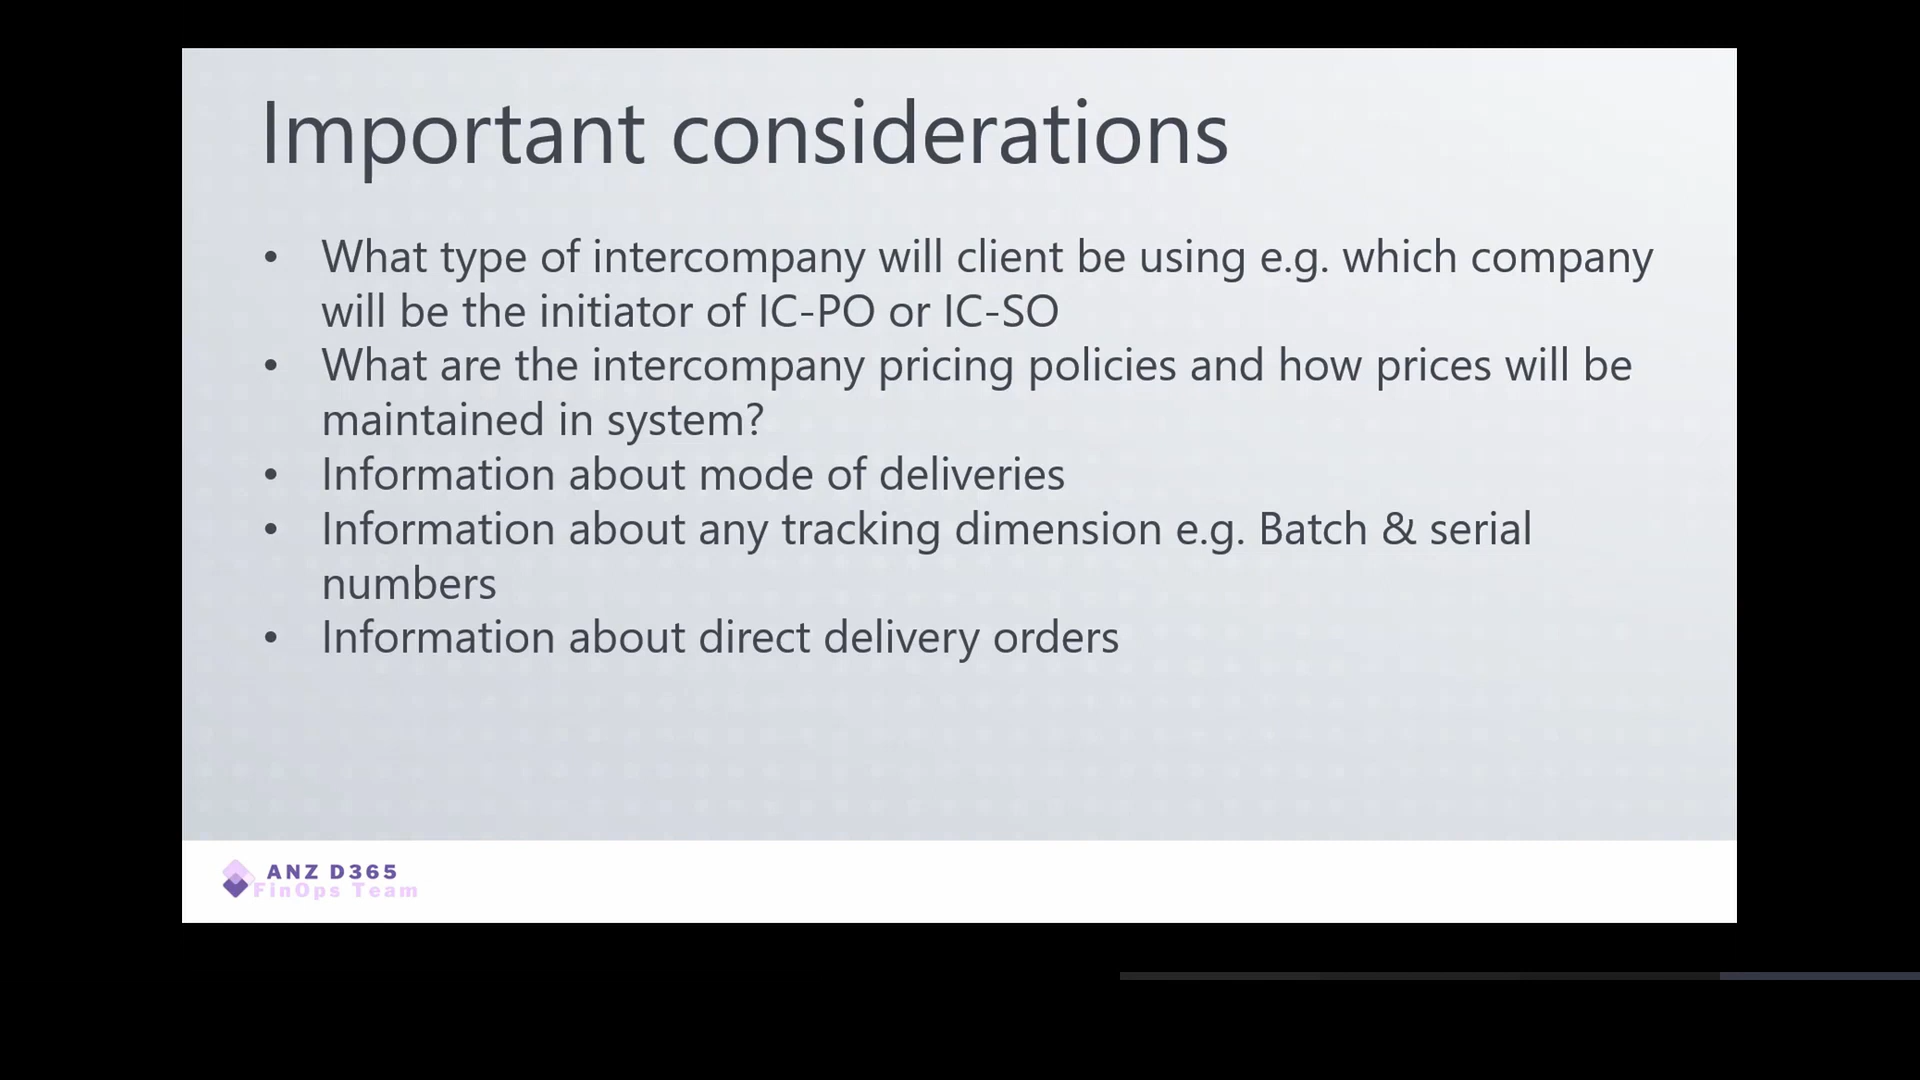 Important considerations
• What type of intercompany will client be using e.g. which company
will be the initiator of IC-PO or IC-SO
• What are the intercompany pricing policies and how prices will be
maintained in system?
• Information about mode of deliveries
• Information about any tracking dimension e.g. Batch & serial
numbers
• Information about direct delivery orders
ANZ D365
FinOps Team